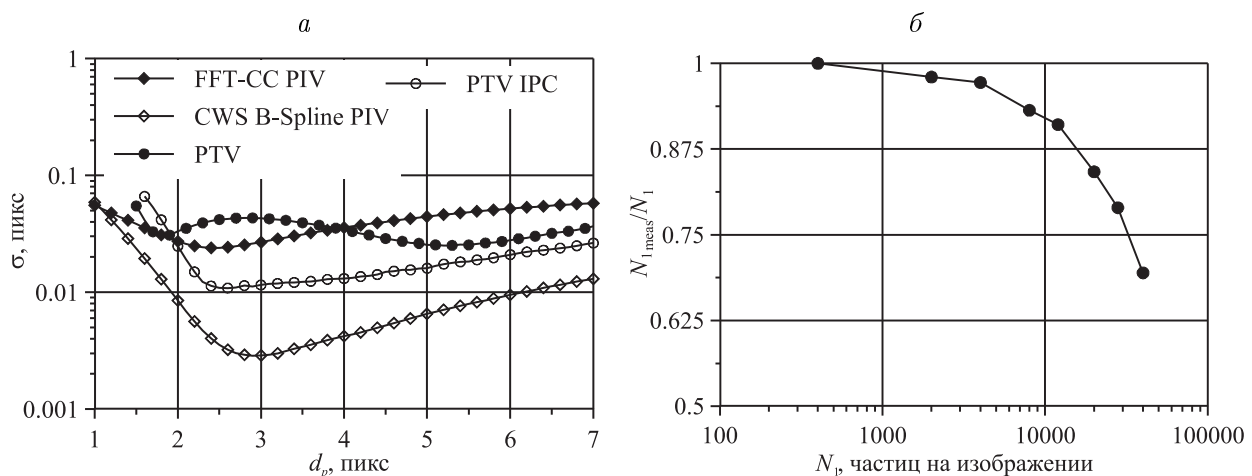 а
1
0.1
0.01
0.001
σ, пикс
FFT-CC PIV
PTV IPC
CWS B-Spline PIV
PTV
1 2 3 4 5 6 7
d_p, пикс
б
1
0.875
0.75
0.625
0.5
N_1meas/N_1
100 1000 10000 100000
N_1, частиц на изображении